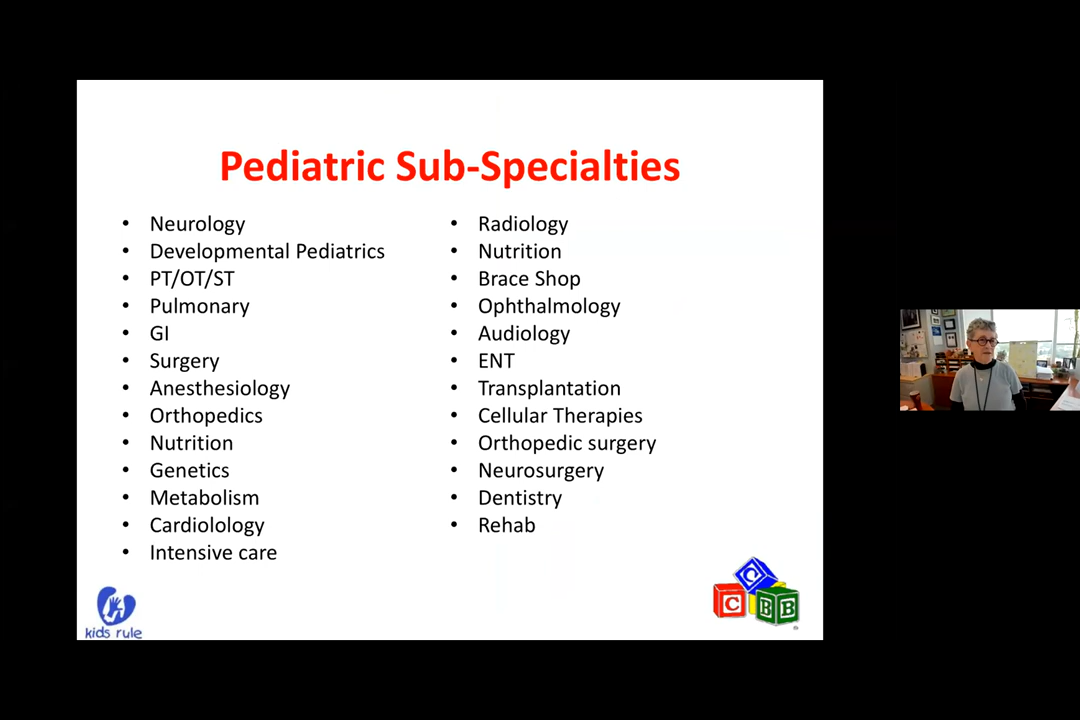 Pediatric Sub-Specialties
• Neurology
• Developmental Pediatrics
• PT/OT/ST
• Pulmonary
• GI
• Surgery
• Anesthesiology
• Orthopedics
• Nutrition
• Genetics
• Metabolism
• Cardiolology
• Intensive care
• Radiology
• Nutrition
• Brace Shop
• Ophthalmology
• Audiology
• ENT
• Transplantation
• Cellular Therapies
• Orthopedic surgery
• Neurosurgery
• Dentistry
• Rehab
kids rule
C
C B B